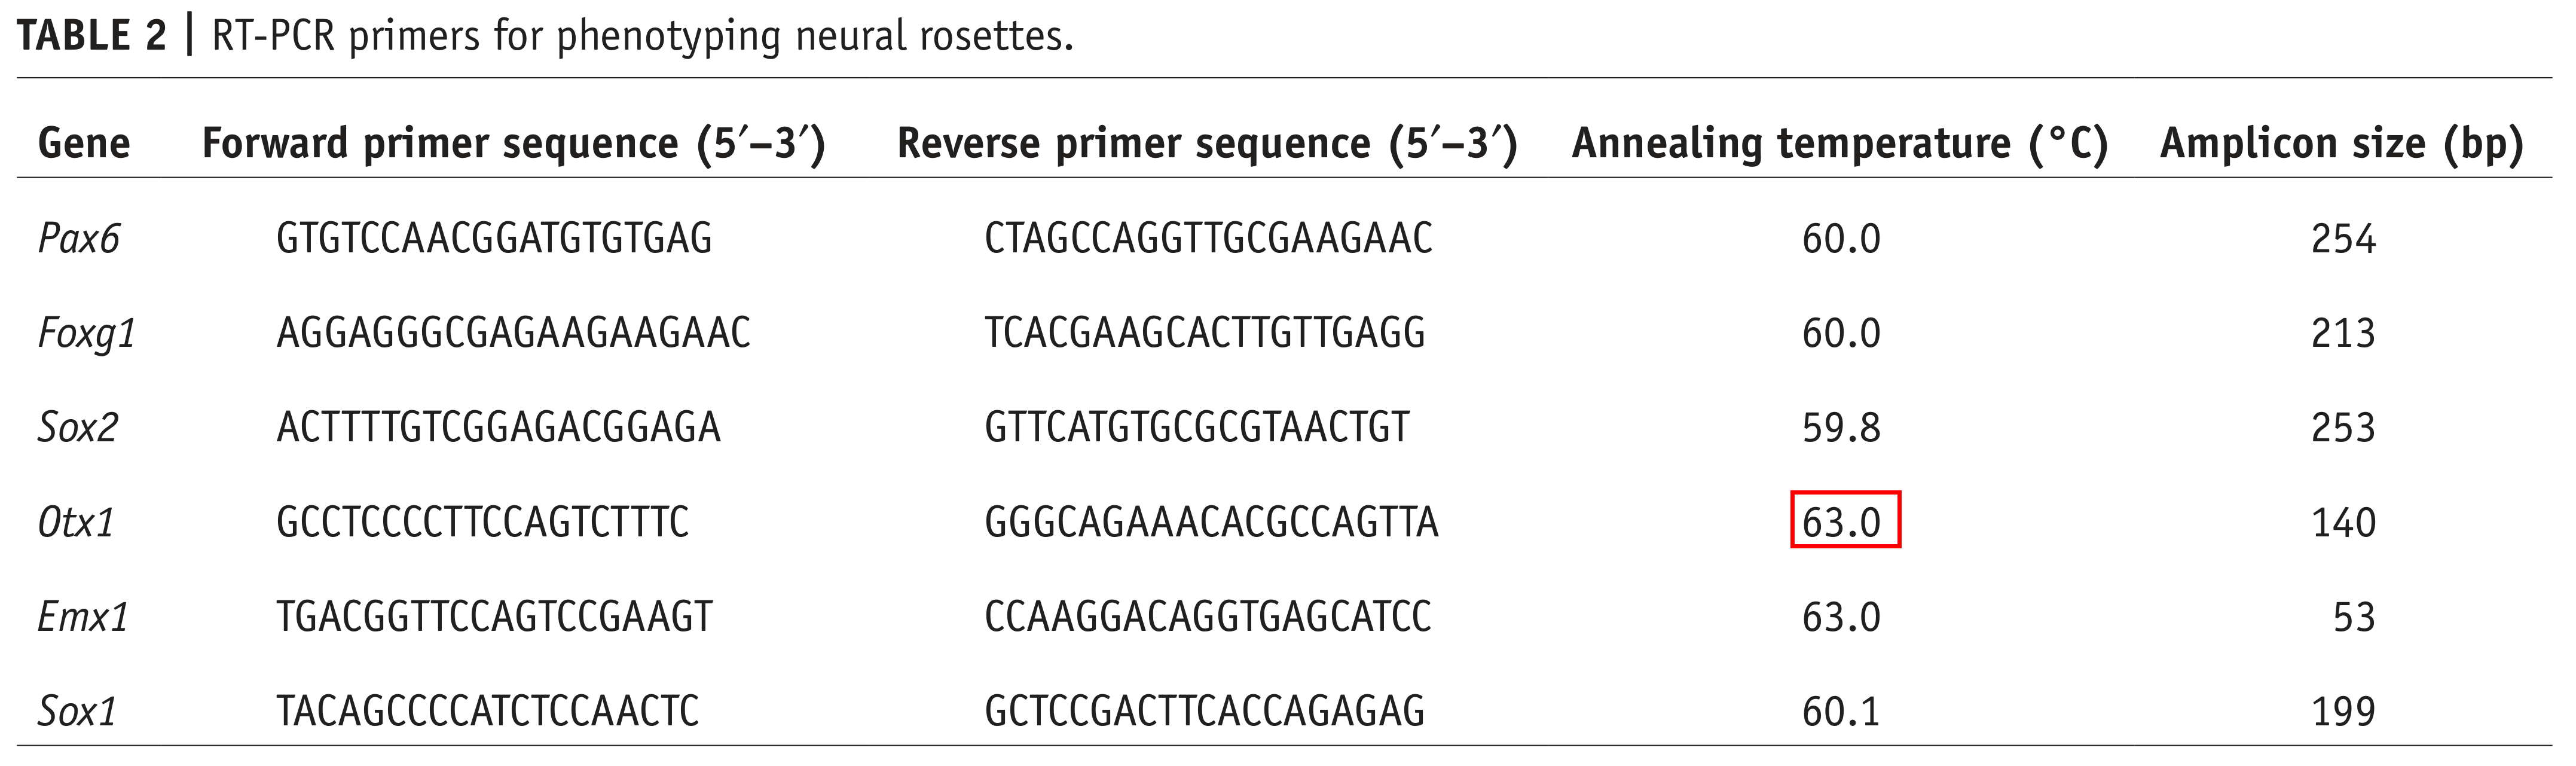 TABLE 2 | RT-PCR primers for phenotyping neural rosettes.
Gene Forward primer sequence (5′–3′) Reverse primer sequence (5′–3′) Annealing temperature (°C) Amplicon size (bp)
Pax6 GTGTCCAACGGATGTGTGAG CTAGCCAGGTTGCGAAGAAC 60.0 254
Foxg1 AGGAGGGCGAGAAGAAGAAC TCACGAAGCACTTGTTGAGG 60.0 213
Sox2 ACTTTTGTCGGAGACGGAGA GTTCATGTGCGCGTAACTGT 59.8 253
Otx1 GCCTCCCCTTCCAGTCTTTC GGGCAGAAACACGCCAGTTA 63.0 140
Emx1 TGACGGTTCCAGTCCGAAGT CCAAGGACAGGTGAGCATCC 63.0 53
Sox1 TACAGCCCCATCTCCAACTC GCTCCGACTTCACCAGAGAG 60.1 199